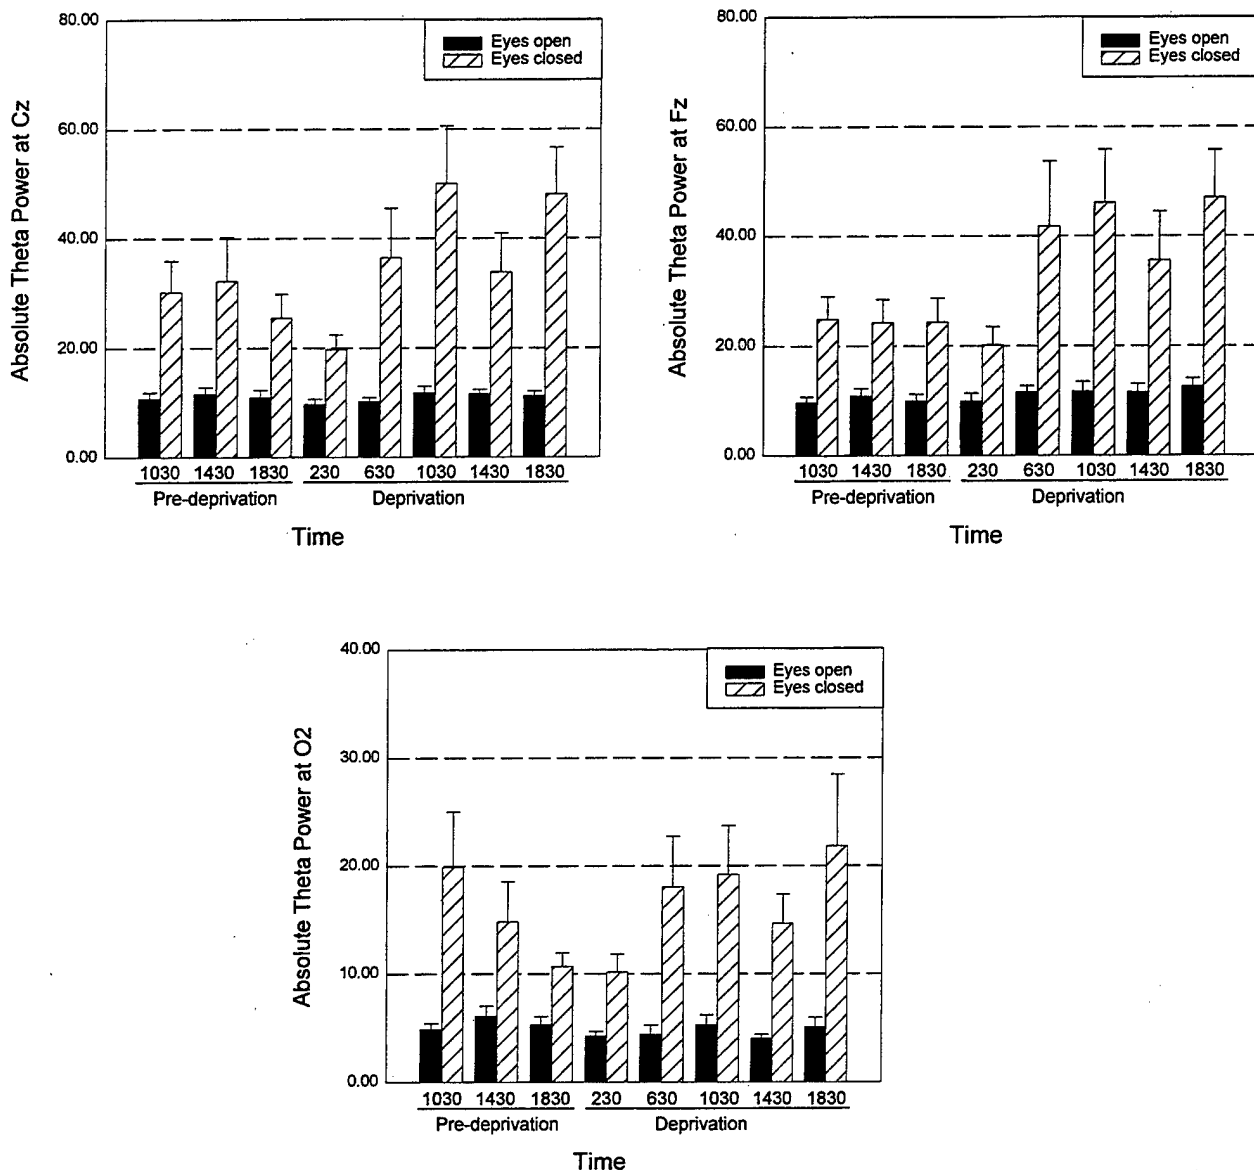 Absolute Theta Power at Cz
80.00
60.00
40.00
20.00
0.00
Eyes open
Eyes closed
1030 1430 1830 230 630 1030 1430 1830
Pre-deprivation Deprivation
Time
Absolute Theta Power at Fz
80.00
60.00
40.00
20.00
0.00
Eyes open
Eyes closed
1030 1430 1830 230 630 1030 1430 1830
Pre-deprivation Deprivation
Time
Absolute Theta Power at O2
40.00
30.00
20.00
10.00
0.00
Eyes open
Eyes closed
1030 1430 1830 230 630 1030 1430 1830
Pre-deprivation Deprivation
Time